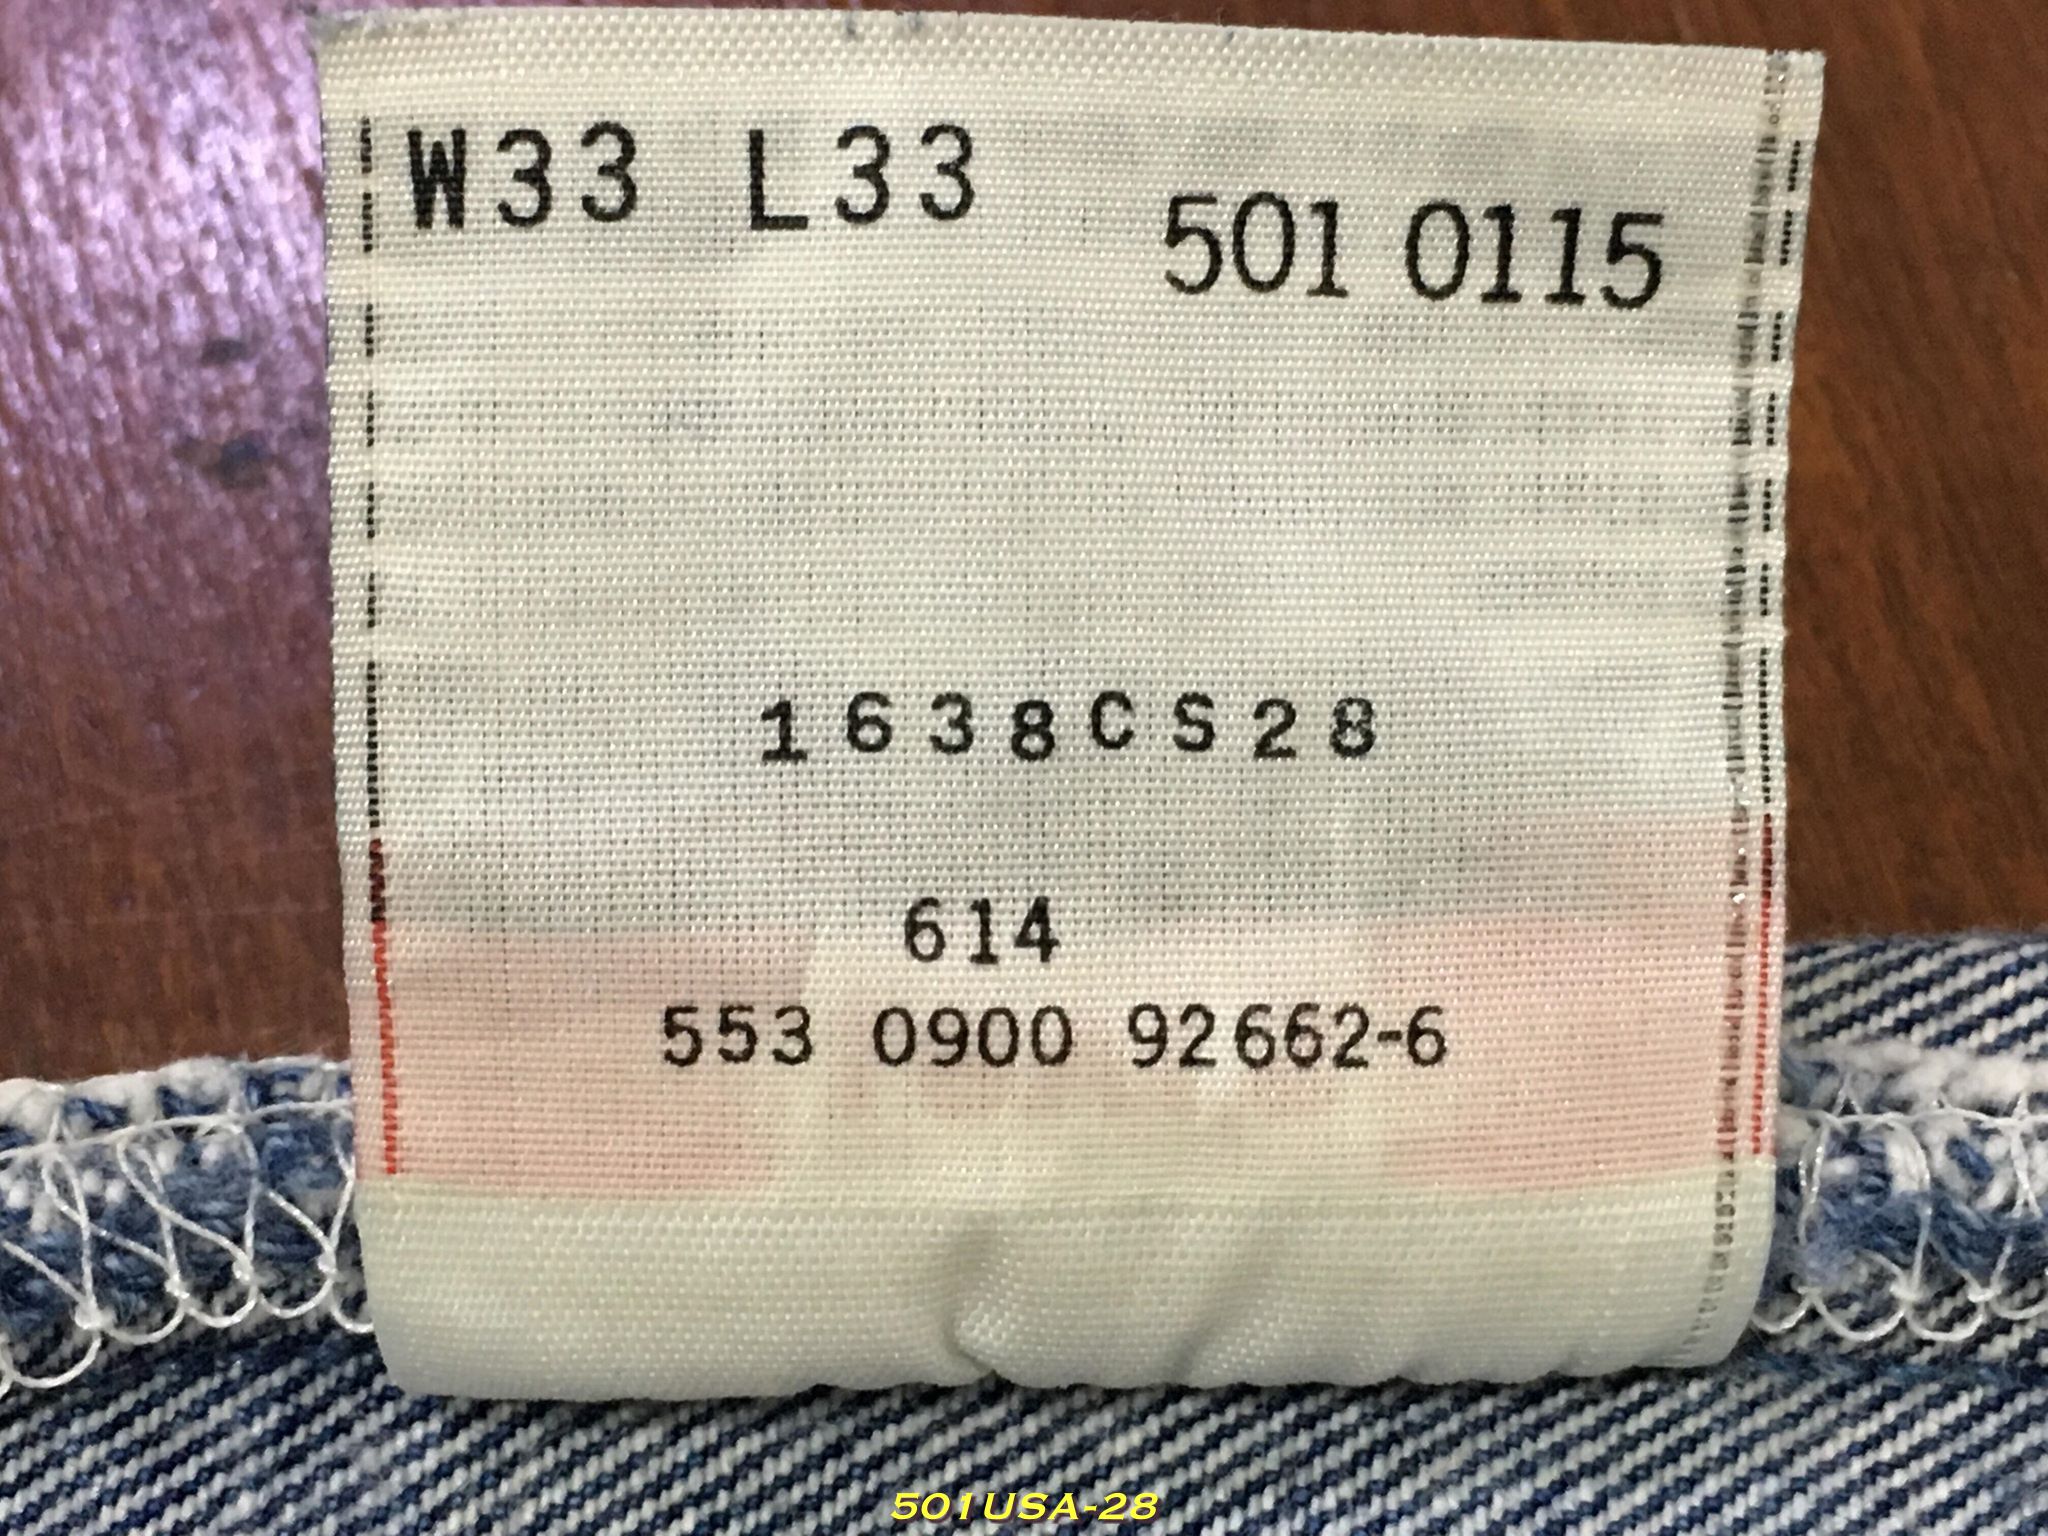 W33 L33 501 0115
1638CS28
614
553 0900 92662-6
501USA-28